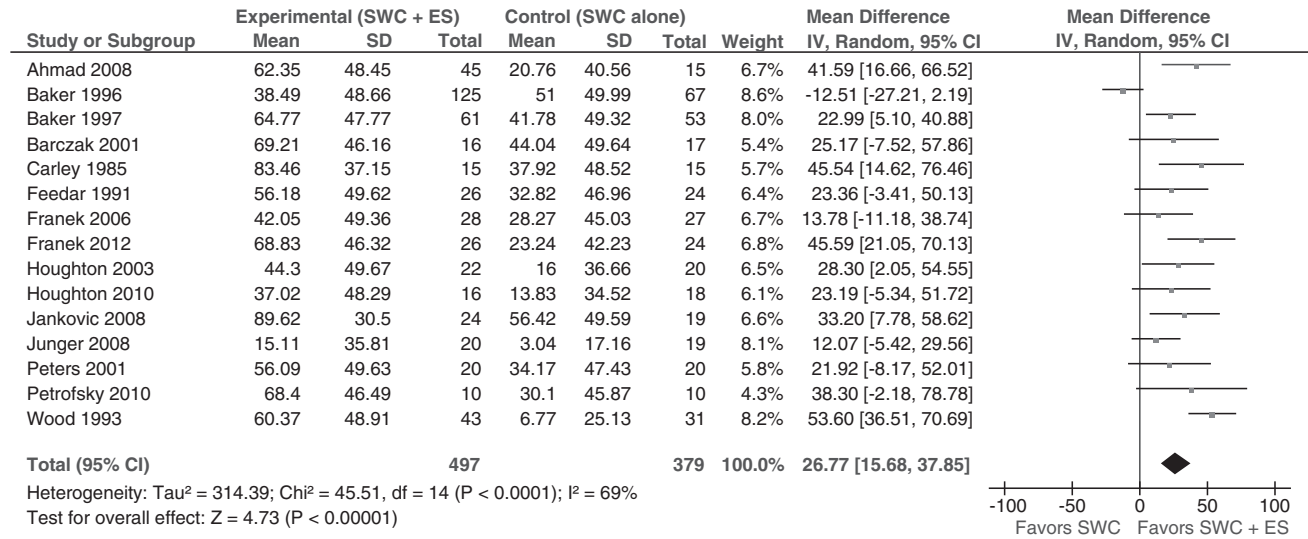 Experimental (SWC + ES) Control (SWC alone) Mean Difference Mean Difference
Study or Subgroup Mean SD Total Mean SD Total Weight IV, Random, 95% CI IV, Random, 95% CI
Ahmad 2008 62.35 48.45 45 20.76 40.56 15 6.7% 41.59 [16.66, 66.52]
Baker 1996 38.49 48.66 125 51 49.99 67 8.6% -12.51 [-27.21, 2.19]
Baker 1997 64.77 47.77 61 41.78 49.32 53 8.0% 22.99 [5.10, 40.88]
Barczak 2001 69.21 46.16 16 44.04 49.64 17 5.4% 25.17 [-7.52, 57.86]
Carley 1985 83.46 37.15 15 37.92 48.52 15 5.6% 45.54 [14.62, 76.46]
Feedar 1991 56.18 49.62 26 32.82 46.96 24 6.4% 23.36 [-3.41, 50.13]
Franek 2006 42.05 49.36 28 28.27 45.03 27 6.7% 13.78 [-11.18, 38.74]
Franek 2012 68.83 46.32 26 23.24 42.23 24 6.8% 45.59 [21.05, 70.13]
Houghton 2003 44.3 49.67 22 16 36.66 20 6.5% 28.30 [2.05, 54.55]
Houghton 2010 37.02 48.29 16 13.83 34.52 18 6.1% 23.19 [-5.34, 51.72]
Jankovic 2008 89.62 30.5 24 56.42 49.59 19 6.6% 33.20 [7.78, 58.62]
Junger 2008 15.11 35.81 20 3.04 17.16 19 8.1% 12.07 [-5.42, 29.56]
Peters 2001 56.09 49.63 20 34.17 47.43 20 5.8% 21.92 [-8.17, 52.01]
Petrofsky 2010 68.4 46.49 10 30.1 45.87 10 4.3% 38.30 [-2.18, 78.78]
Wood 1993 60.37 48.91 43 6.77 25.13 31 8.2% 53.60 [36.51, 70.69]
Total (95% CI) 497 379 100.0% 26.77 [15.68, 37.85]
Heterogeneity: Tau² = 314.39; Chi² = 45.51, df = 14 (P < 0.0001); I² = 69%
Test for overall effect: Z = 4.73 (P < 0.00001)
-100 -50 0 50 100
Favors SWC Favors SWC + ES